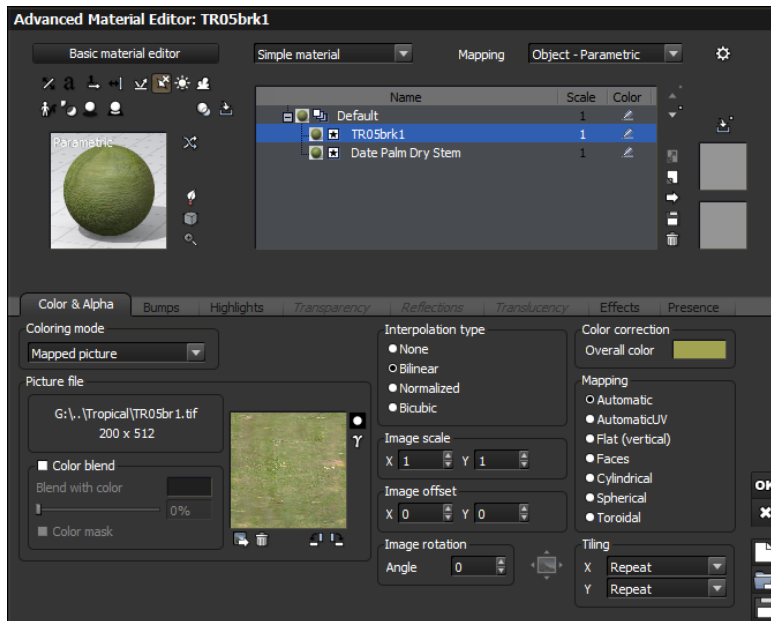 Advanced Material Editor: TR05brk1
Basic material editor
Simple material
Mapping
Object - Parametric
Name
Scale
Color
Default
1
TR05brk1
1
Date Palm Dry Stem
1
Parametric
Color & Alpha
Bumps
Highlights
Transparency
Reflections
Translucency
Effects
Presence
Coloring mode
Mapped picture
Picture file
G:\..\Tropical\TR05br1.tif
200 x 512
Color blend
Blend with color
0%
Color mask
Interpolation type
None
Bilinear
Normalized
Bicubic
Image scale
X 1 Y 1
Image offset
X 0 Y 0
Image rotation
Angle 0
Color correction
Overall color
Mapping
Automatic
AutomaticUV
Flat (vertical)
Faces
Cylindrical
Spherical
Toroidal
Tiling
X Repeat
Y Repeat
OK